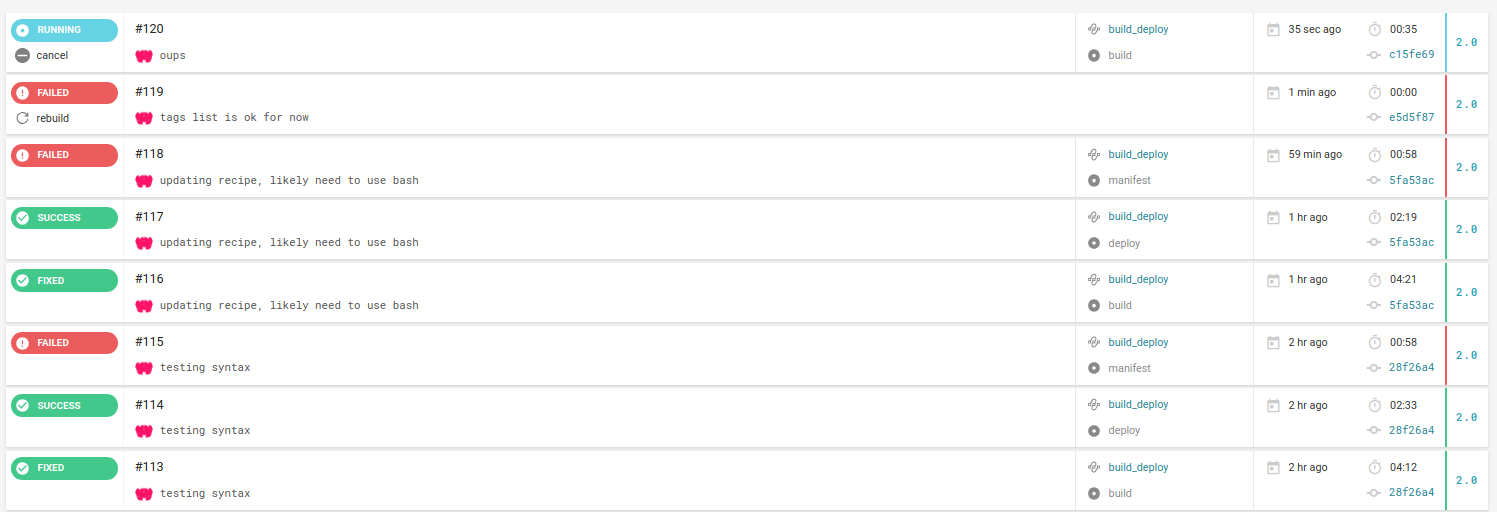 RUNNING #120 build_deploy 35 sec ago 00:35 2.0
cancel oups build c15fe69
FAILED #119 1 min ago 00:00 2.0
rebuild tags list is ok for now e5d5f87
FAILED #118 build_deploy 59 min ago 00:58 2.0
updating recipe, likely need to use bash manifest 5fa53ac
SUCCESS #117 build_deploy 1 hr ago 02:19 2.0
updating recipe, likely need to use bash deploy 5fa53ac
FIXED #116 build_deploy 1 hr ago 04:21 2.0
updating recipe, likely need to use bash build 5fa53ac
FAILED #115 build_deploy 2 hr ago 00:58 2.0
testing syntax manifest 28f26a4
SUCCESS #114 build_deploy 2 hr ago 02:33 2.0
testing syntax deploy 28f26a4
FIXED #113 build_deploy 2 hr ago 04:12 2.0
testing syntax build 28f26a4